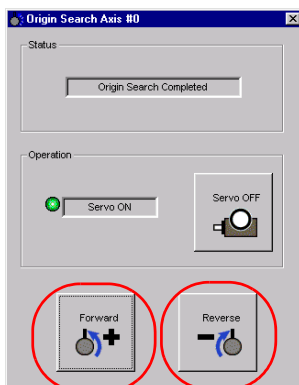 Origin Search Axis #0
Status
Origin Search Completed
Operation
Servo ON
Servo OFF
Forward
Reverse